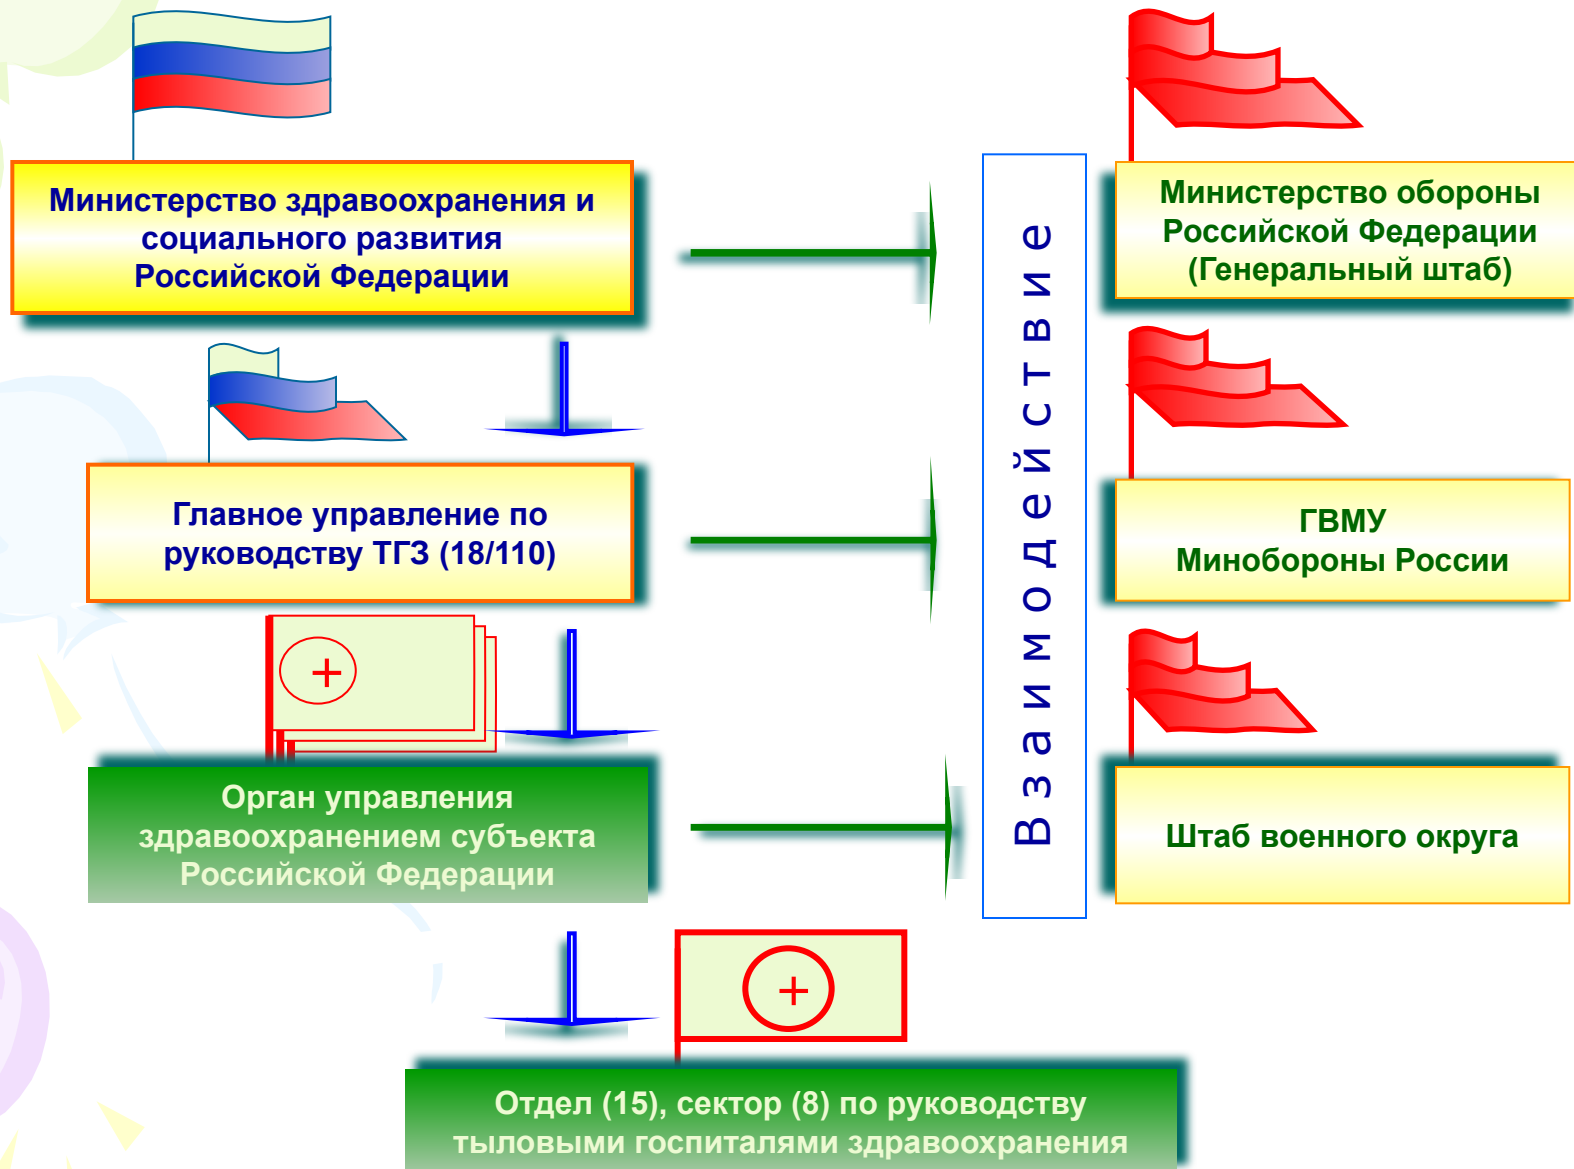 Министерство здравоохранения и
социального развития
Российской Федерации
Взаимодействие
Министерство обороны
Российской Федерации
(Генеральный штаб)
Главное управление по
руководству ТГЗ (18/110)
ГВМУ
Минобороны России
+
Орган управления
здравоохранением субъекта
Российской Федерации
Штаб военного округа
+
Отдел (15), сектор (8) по руководству
тыловыми госпиталями здравоохранения